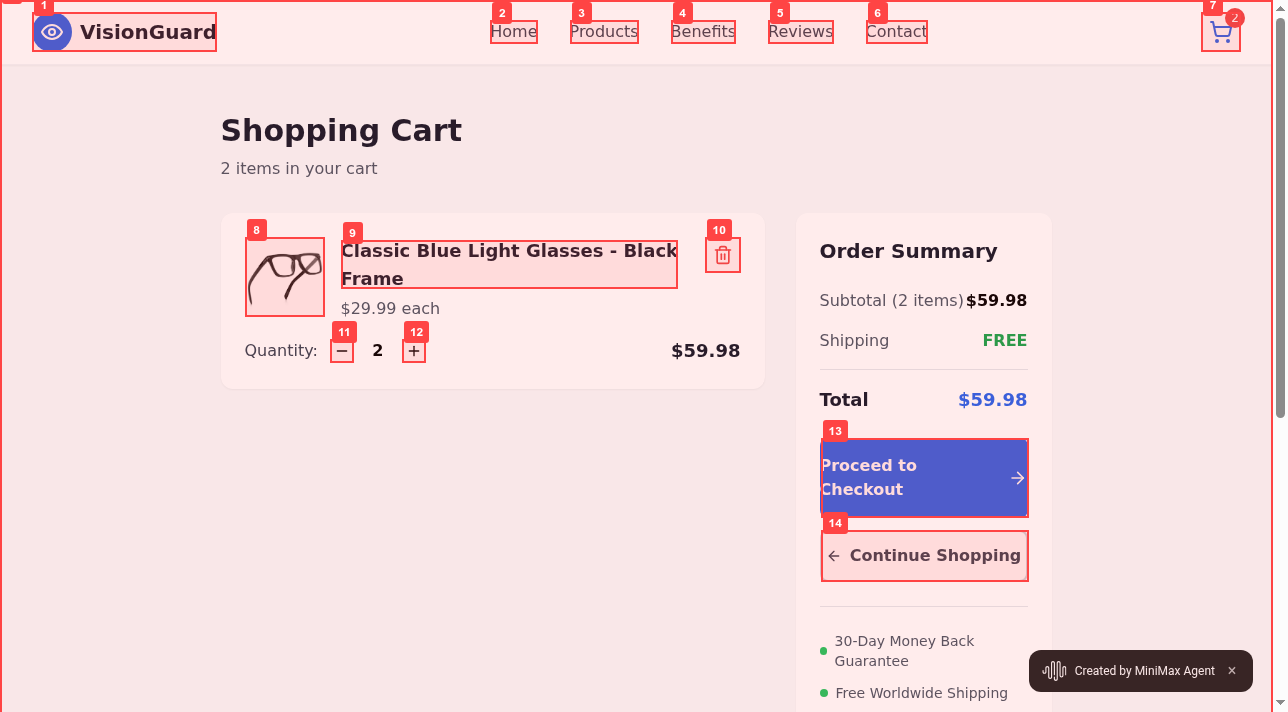 1
VisionGuard
2
Home
3
Products
4
Benefits
5
Reviews
6
Contact
7
2
Shopping Cart
2 items in your cart
8
9
Classic Blue Light Glasses - Black
Frame
10
$29.99 each
Quantity:
11
2
12
$59.98
Order Summary
Subtotal (2 items) $59.98
Shipping FREE
Total $59.98
13
Proceed to
Checkout
14
Continue Shopping
30-Day Money Back
Guarantee
Free Worldwide Shipping
Created by MiniMax Agent ×